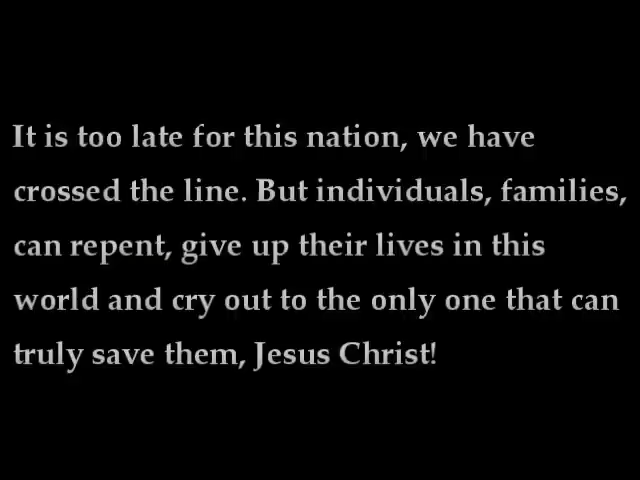 It is too late for this nation, we have
crossed the line. But individuals, families,
can repent, give up their lives in this
world and cry out to the only one that can
truly save them, Jesus Christ!